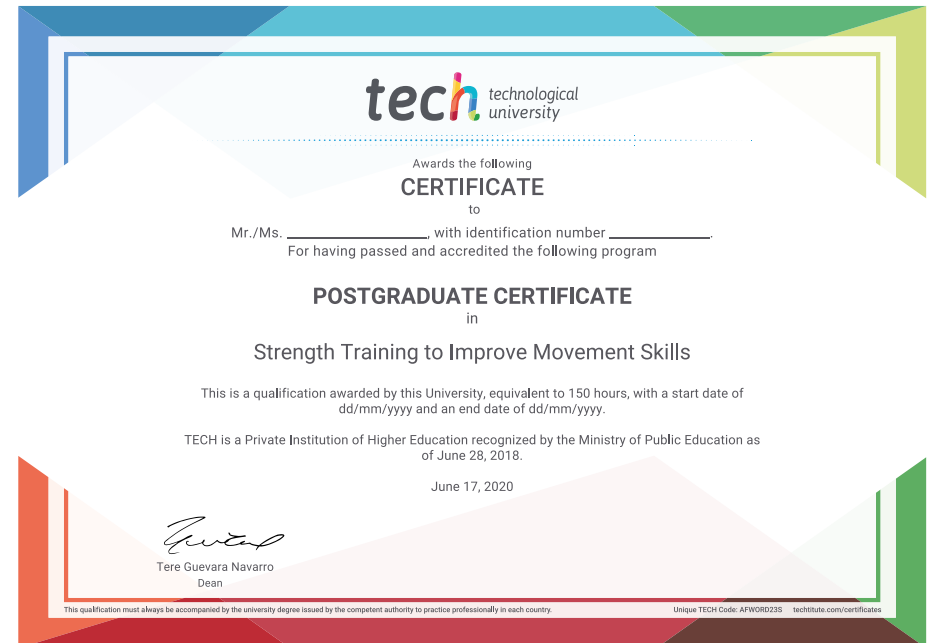 tech technological
university
Awards the following
CERTIFICATE
to
Mr./Ms. ____________________, with identification number ______________.
For having passed and accredited the following program
POSTGRADUATE CERTIFICATE
in
Strength Training to Improve Movement Skills
This is a qualification awarded by this University, equivalent to 150 hours, with a start date of
dd/mm/yyyy and an end date of dd/mm/yyyy.
TECH is a Private Institution of Higher Education recognized by the Ministry of Public Education as
of June 28, 2018.
June 17, 2020
Tere Guevara Navarro
Dean
This qualification must always be accompanied by the university degree issued by the competent authority to practice professionally in each country.
Unique TECH Code: AFWORD23S techtitute.com/certificates